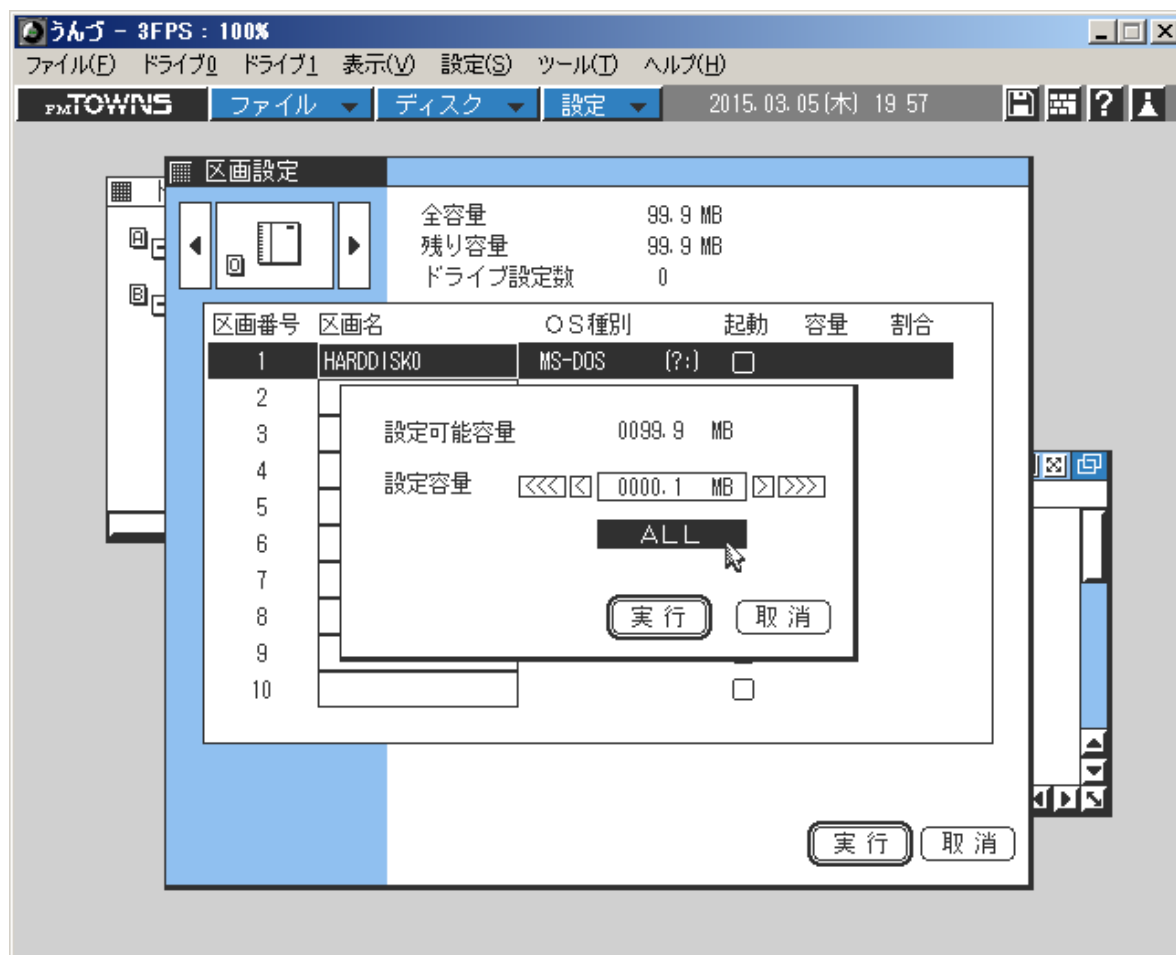 うんづ - 3FPS : 100%
ファイル(F) ドライブ0 ドライブ1 表示(V) 設定(S) ツール(T) ヘルプ(H)
FMTOWNS ファイル ディスク 設定 2015.03.05(木) 19 57
区画設定
A
B
0
全容量 99.9 MB
残り容量 99.9 MB
ドライブ設定数 0
区画番号 区画名 OS種別 起動 容量 割合
1 HARDDISK0 MS-DOS (?:)
2
3
4
5
6
7
8
9
10
設定可能容量 0099.9 MB
設定容量 <<< < 0000.1 MB > >>>
ALL
実行 取消
実行 取消